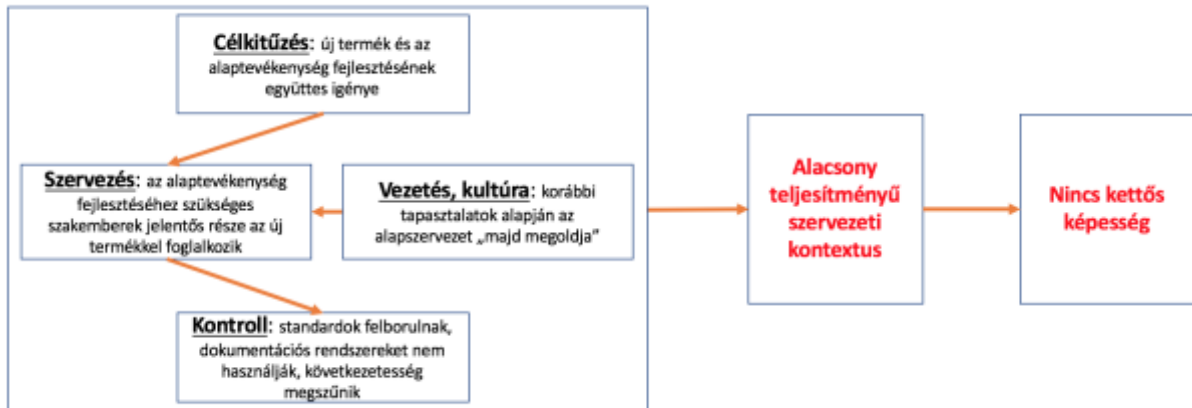 Célkitűzés: új termék és az
alaptevékenység fejlesztésének
együttes igénye
Szervezés: az alaptevékenység
fejlesztéséhez szükséges
szakemberek jelentős része az új
termékkel foglalkozik
Vezetés, kultúra: korábbi
tapasztalatok alapján az
alapszervezet „majd megoldja”
Kontroll: standardok felborulnak,
dokumentációs rendszereket nem
használják, következetesség
megszűnik
Alacsony
teljesítményű
szervezeti
kontextus
Nincs kettős
képesség